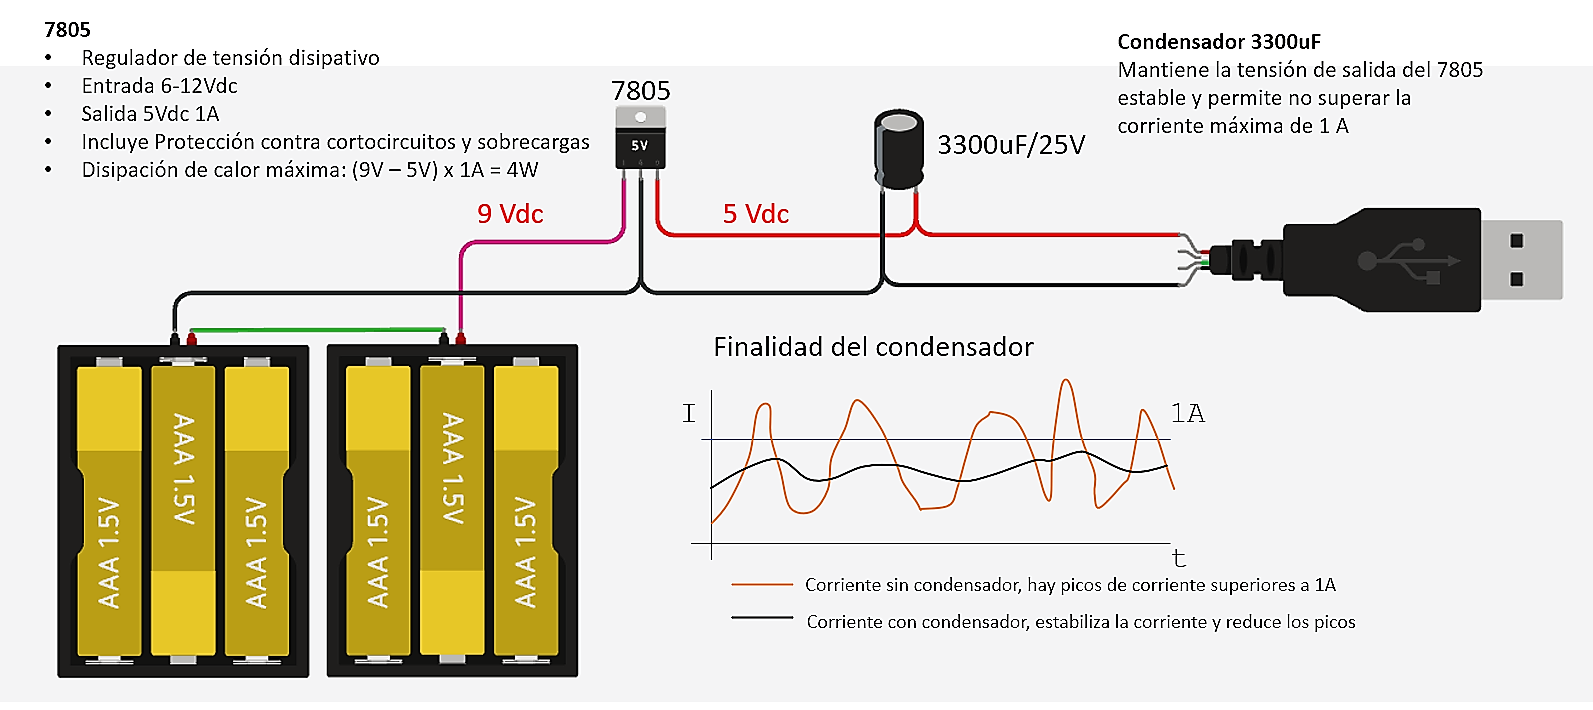 7805
• Regulador de tensión disipativo
• Entrada 6-12Vdc
• Salida 5Vdc 1A
• Incluye Protección contra cortocircuitos y sobrecargas
• Disipación de calor máxima: (9V – 5V) x 1A = 4W
Condensador 3300uF
Mantiene la tensión de salida del 7805
estable y permite no superar la
corriente máxima de 1 A
7805
5V
3300uF/25V
9 Vdc
5 Vdc
AAA 1.5V
AAA 1.5V
AAA 1.5V
AAA 1.5V
AAA 1.5V
AAA 1.5V
Finalidad del condensador
I
1A
t
Corriente sin condensador, hay picos de corriente superiores a 1A
Corriente con condensador, estabiliza la corriente y reduce los picos